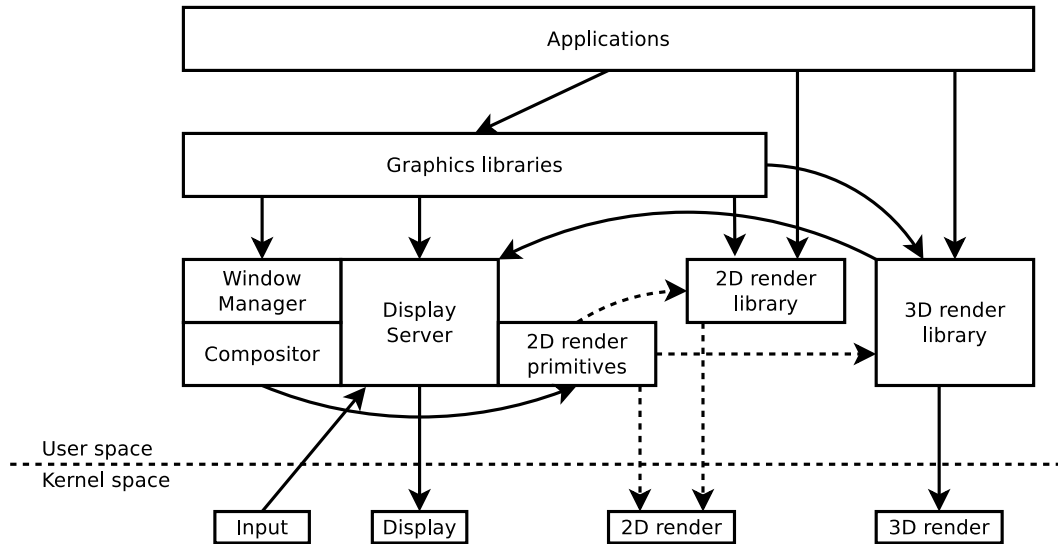 Applications
Graphics libraries
Window
Manager
Compositor
Display
Server
2D render
primitives
2D render
library
3D render
library
User space
Kernel space
Input
Display
2D render
3D render